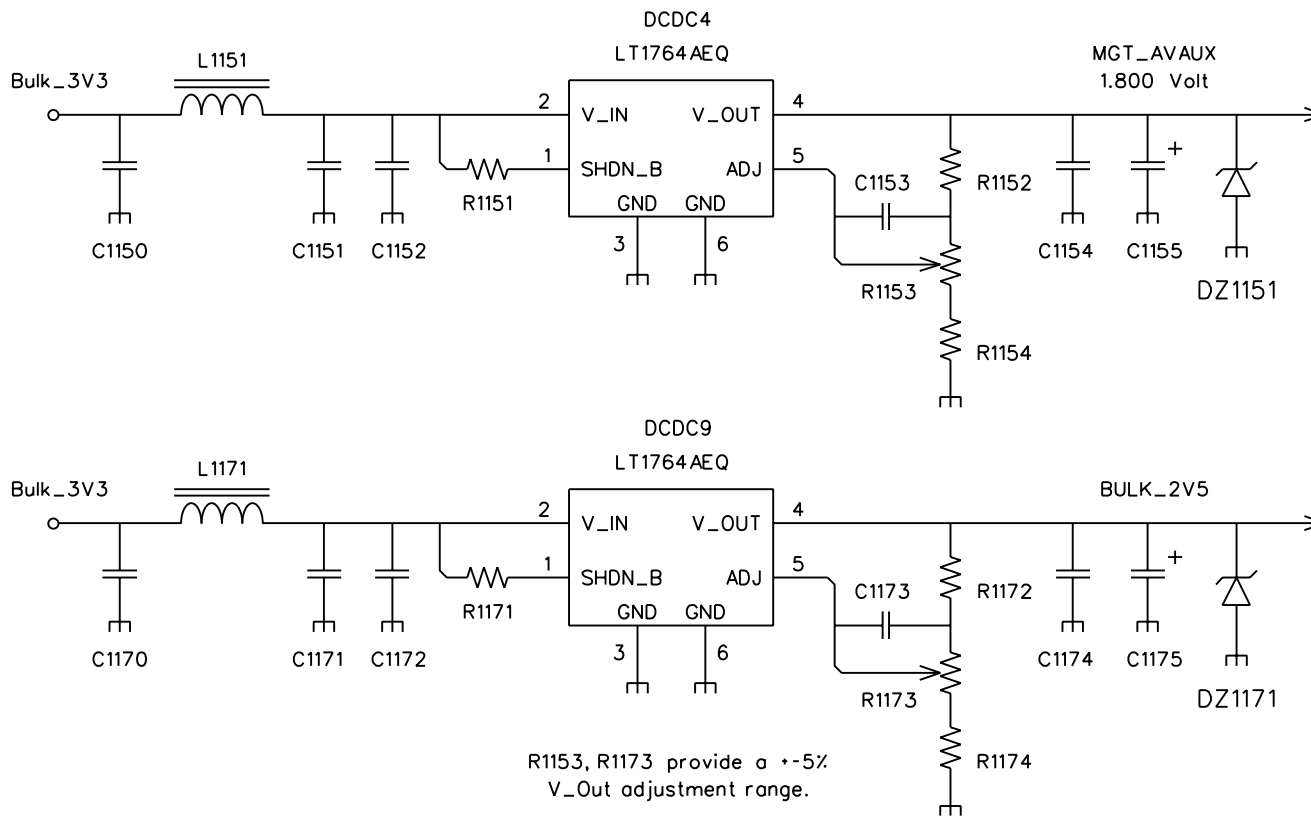 DCDC4
LT1764AEQ
L1151
Bulk_3V3
MGT_AVAUX
1.800 Volt
2
V_IN
V_OUT
4
1
SHDN_B
ADJ
5
R1151
GND
GND
3
6
C1153
R1152
+
C1150
C1151
C1152
C1154
C1155
R1153
DZ1151
R1154
DCDC9
LT1764AEQ
L1171
Bulk_3V3
BULK_2V5
2
V_IN
V_OUT
4
1
SHDN_B
ADJ
5
R1171
GND
GND
3
6
C1173
R1172
+
C1170
C1171
C1172
C1174
C1175
R1173
DZ1171
R1174
R1153, R1173 provide a +-5%
V_Out adjustment range.